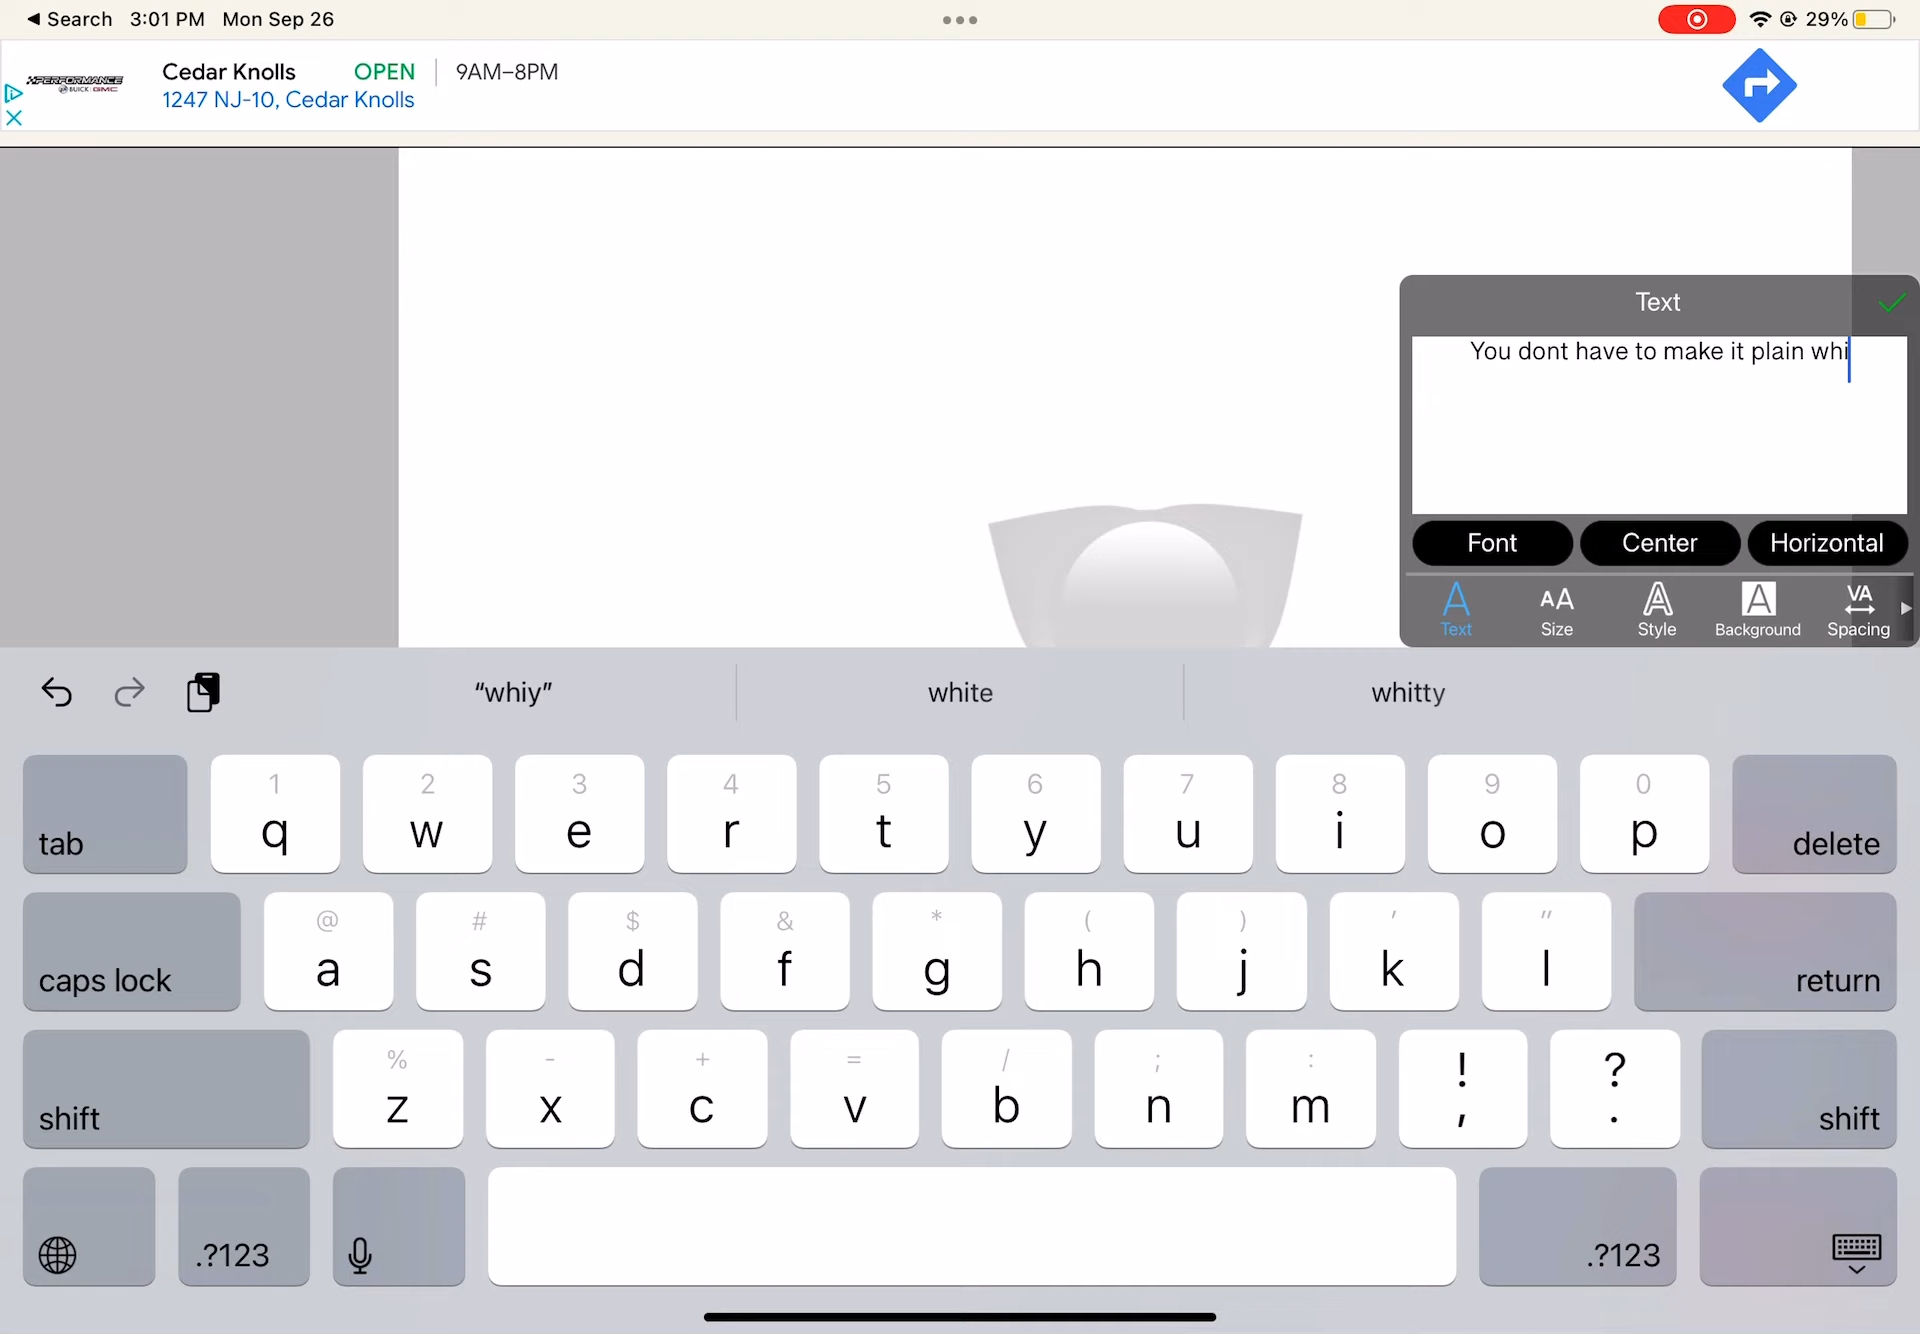 ◀ Search 3:01 PM Mon Sep 26
29%
PERFORMANCE
BUICK GMC
Cedar Knolls OPEN 9AM–8PM
1247 NJ-10, Cedar Knolls
Text
You dont have to make it plain whi
Font Center Horizontal
Text Size Style Background Spacing
“whiy” white whitty
1 2 3 4 5 6 7 8 9 0
tab q w e r t y u i o p delete
@ # $ & * ( ) ' "
caps lock a s d f g h j k l return
% - + = / ; : ! ?
shift z x c v b n m , . shift
.?123 .?123